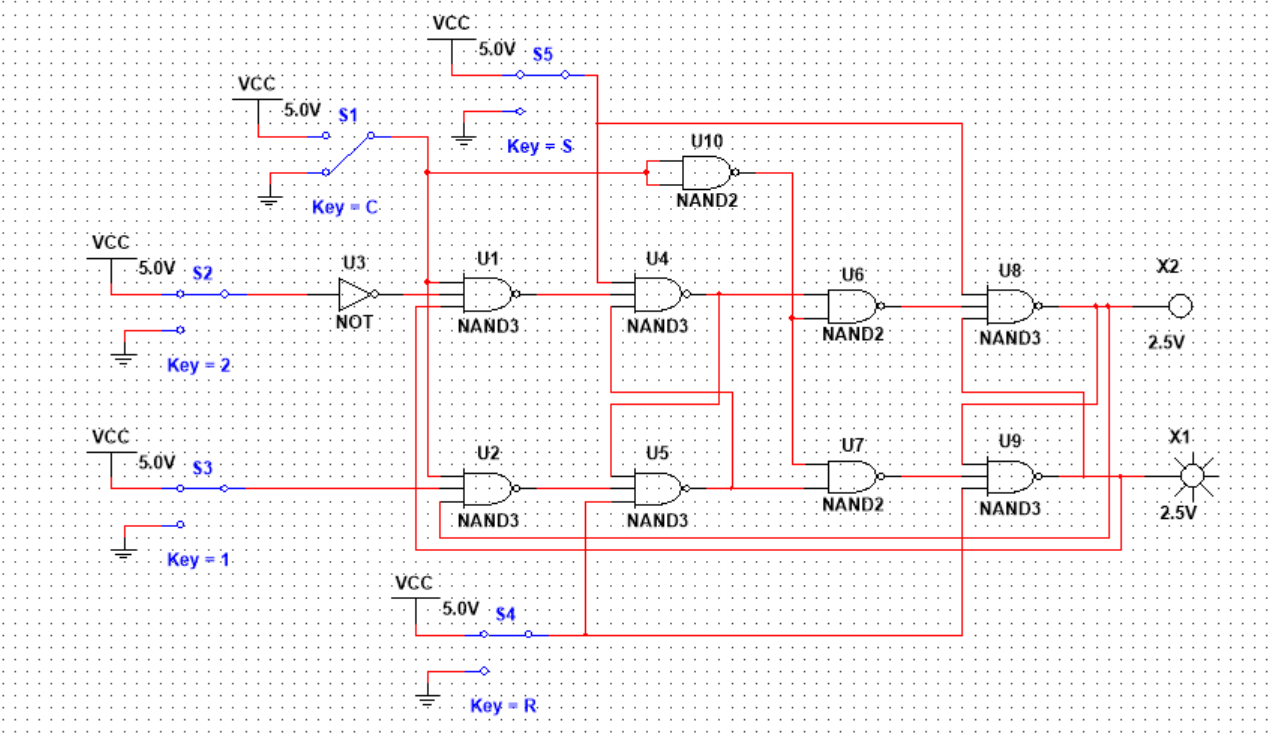 VCC
5.0V
S5
Key = S
VCC
5.0V
S1
Key = C
U10
NAND2
VCC
5.0V
S2
Key = 2
U3
NOT
U1
NAND3
U4
NAND3
U6
NAND2
U8
NAND3
X2
2.5V
VCC
5.0V
S3
Key = 1
U2
NAND3
U5
NAND3
U7
NAND2
U9
NAND3
X1
2.5V
VCC
5.0V
S4
Key = R